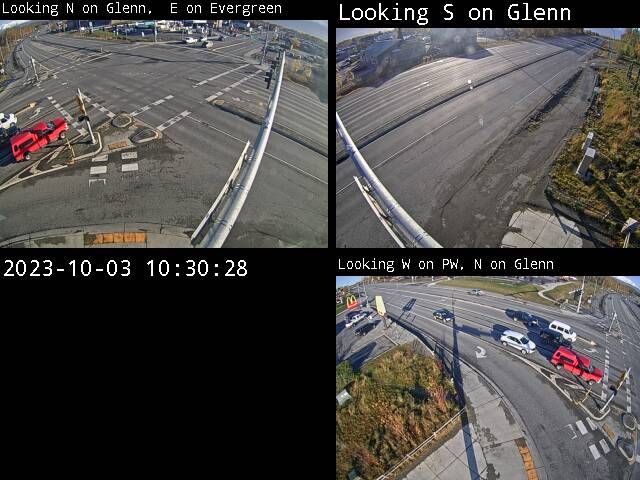 Looking N on Glenn, E on Evergreen
Looking S on Glenn
2023-10-03 10:30:28
Looking W on PW, N on Glenn